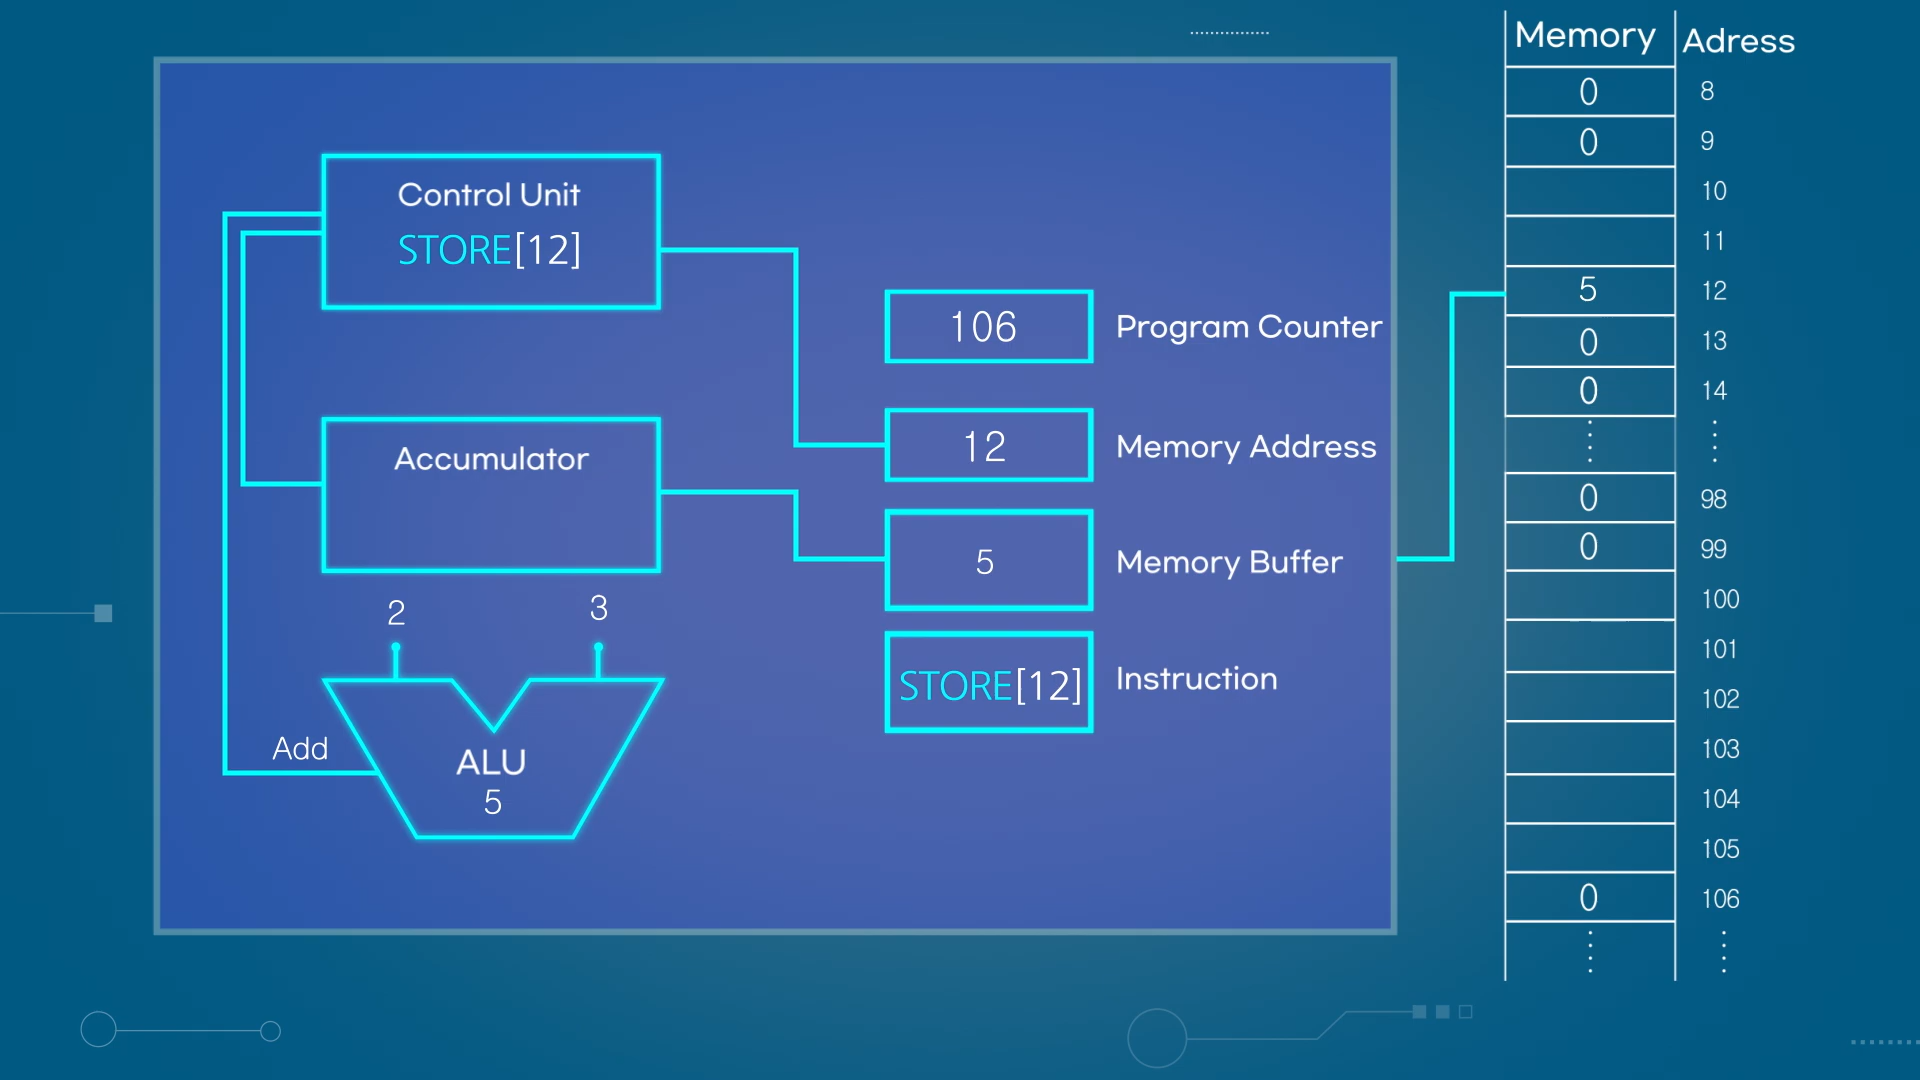 Control Unit
STORE[12]
Accumulator
2
3
Add
ALU
5
106
Program Counter
12
Memory Address
5
Memory Buffer
STORE[12]
Instruction
Memory Adress
0 8
0 9
10
11
5 12
0 13
0 14
0 98
0 99
100
101
102
103
104
105
0 106